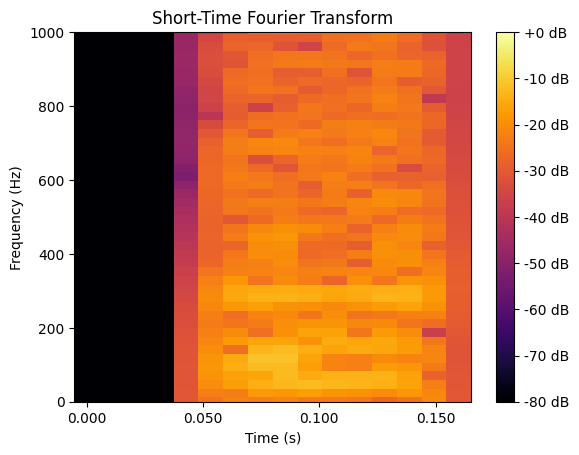 Short-Time Fourier Transform
1000
800
600
400
200
0
Frequency (Hz)
0.000
0.050
0.100
0.150
Time (s)
+0 dB
-10 dB
-20 dB
-30 dB
-40 dB
-50 dB
-60 dB
-70 dB
-80 dB